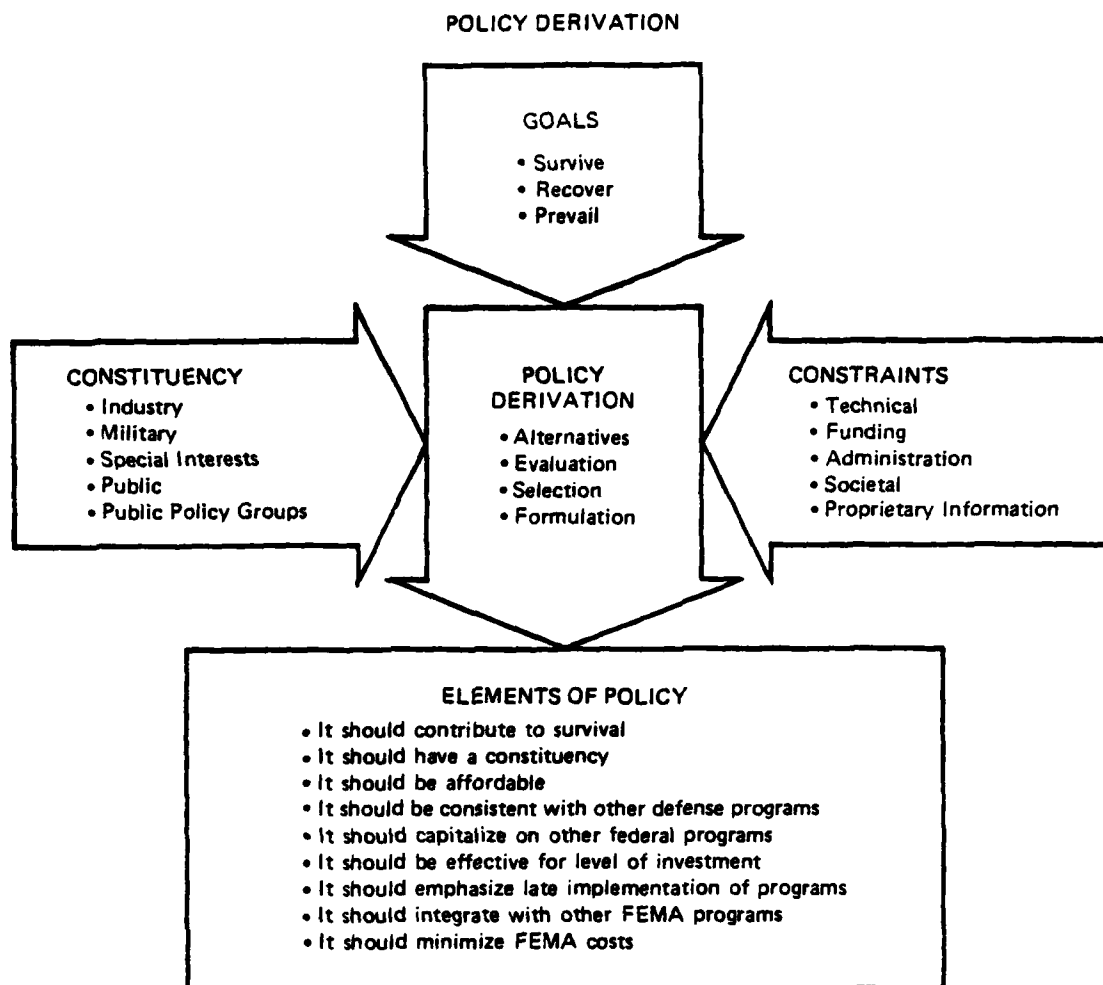 POLICY DERIVATION
GOALS
• Survive
• Recover
• Prevail
CONSTITUENCY
• Industry
• Military
• Special Interests
• Public
• Public Policy Groups
POLICY
DERIVATION
• Alternatives
• Evaluation
• Selection
• Formulation
CONSTRAINTS
• Technical
• Funding
• Administration
• Societal
• Proprietary Information
ELEMENTS OF POLICY
• It should contribute to survival
• It should have a constituency
• It should be affordable
• It should be consistent with other defense programs
• It should capitalize on other federal programs
• It should be effective for level of investment
• It should emphasize late implementation of programs
• It should integrate with other FEMA programs
• It should minimize FEMA costs